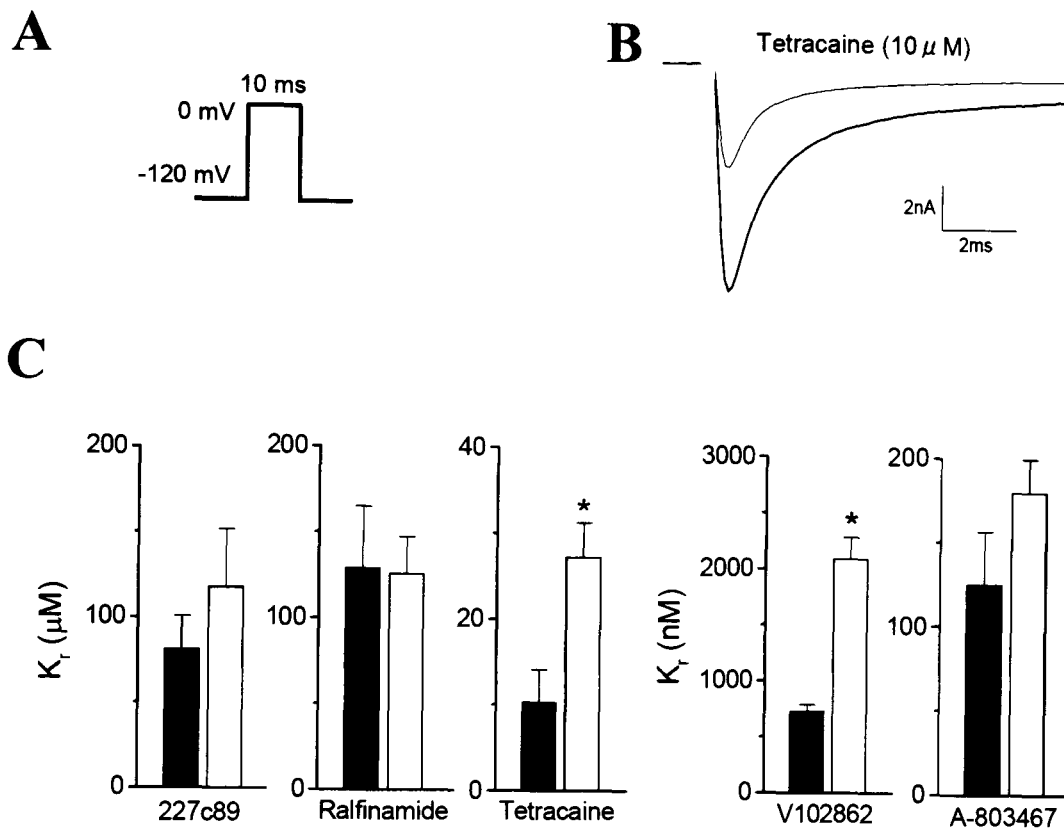 A
10 ms
0 mV
-120 mV
B
Tetracaine (10 μ M)
2nA
2ms
C
Kr (μM)
200
100
0
227c89
200
100
0
Ralfinamide
40
20
0
*
Tetracaine
Kr (nM)
3000
2000
1000
0
*
V102862
200
100
0
A-803467